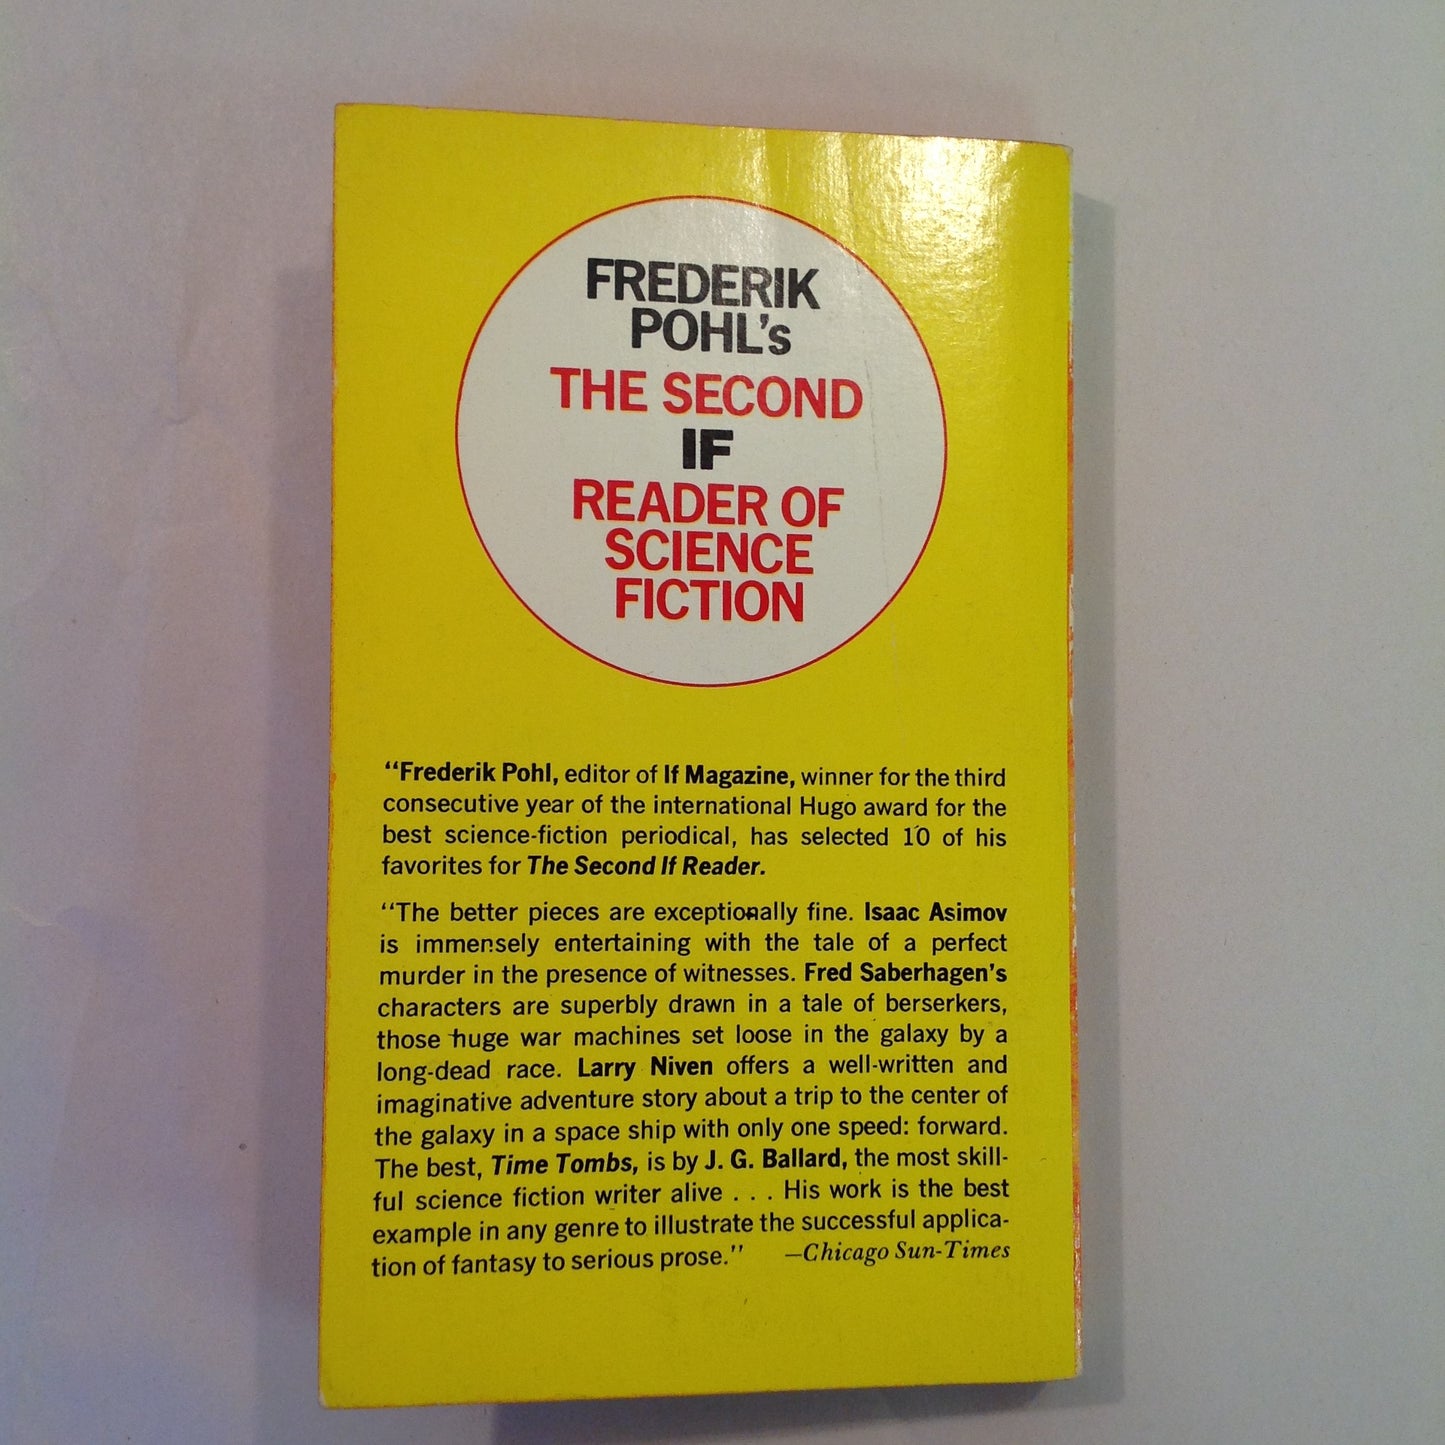 FREDERIK
POHL's
THE SECOND
IF
READER OF
SCIENCE
FICTION
"Frederik Pohl, editor of If Magazine, winner for the third
consecutive year of the international Hugo award for the
best science-fiction periodical, has selected 10 of his
favorites for The Second If Reader.
"The better pieces are exceptionally fine. Isaac Asimov
is immensely entertaining with the tale of a perfect
murder in the presence of witnesses. Fred Saberhagen's
characters are superbly drawn in a tale of berserkers,
those huge war machines set loose in the galaxy by a
long-dead race. Larry Niven offers a well-written and
imaginative adventure story about a trip to the center of
the galaxy in a space ship with only one speed: forward.
The best, Time Tombs, is by J. G. Ballard, the most skill-
ful science fiction writer alive . . . His work is the best
example in any genre to illustrate the successful applica-
tion of fantasy to serious prose." —Chicago Sun-Times